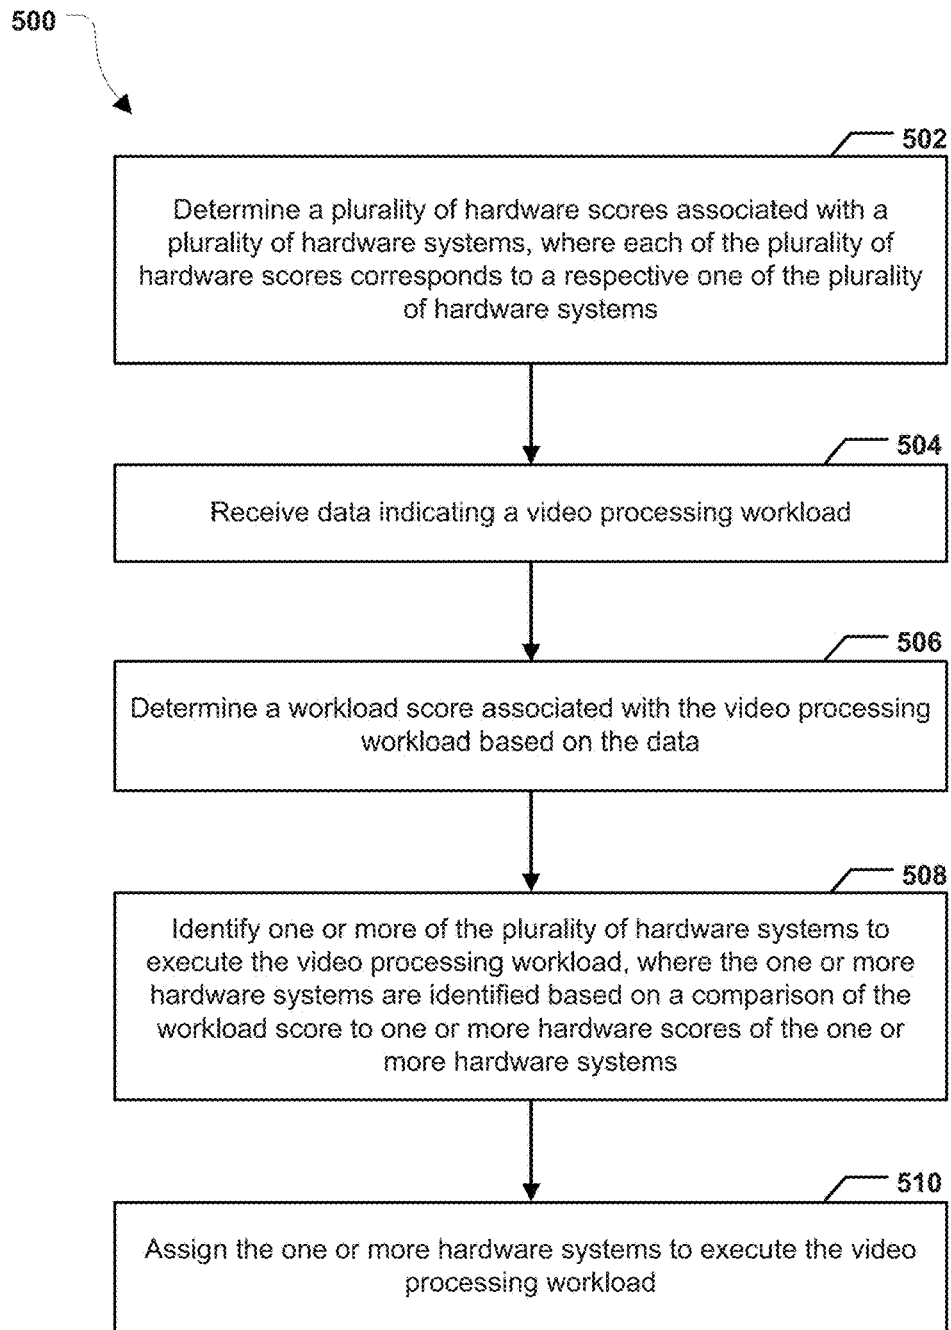 500
502
Determine a plurality of hardware scores associated with a
plurality of hardware systems, where each of the plurality of
hardware scores corresponds to a respective one of the plurality
of hardware systems
504
Receive data indicating a video processing workload
506
Determine a workload score associated with the video processing
workload based on the data
508
Identify one or more of the plurality of hardware systems to
execute the video processing workload, where the one or more
hardware systems are identified based on a comparison of the
workload score to one or more hardware scores of the one or
more hardware systems
510
Assign the one or more hardware systems to execute the video
processing workload